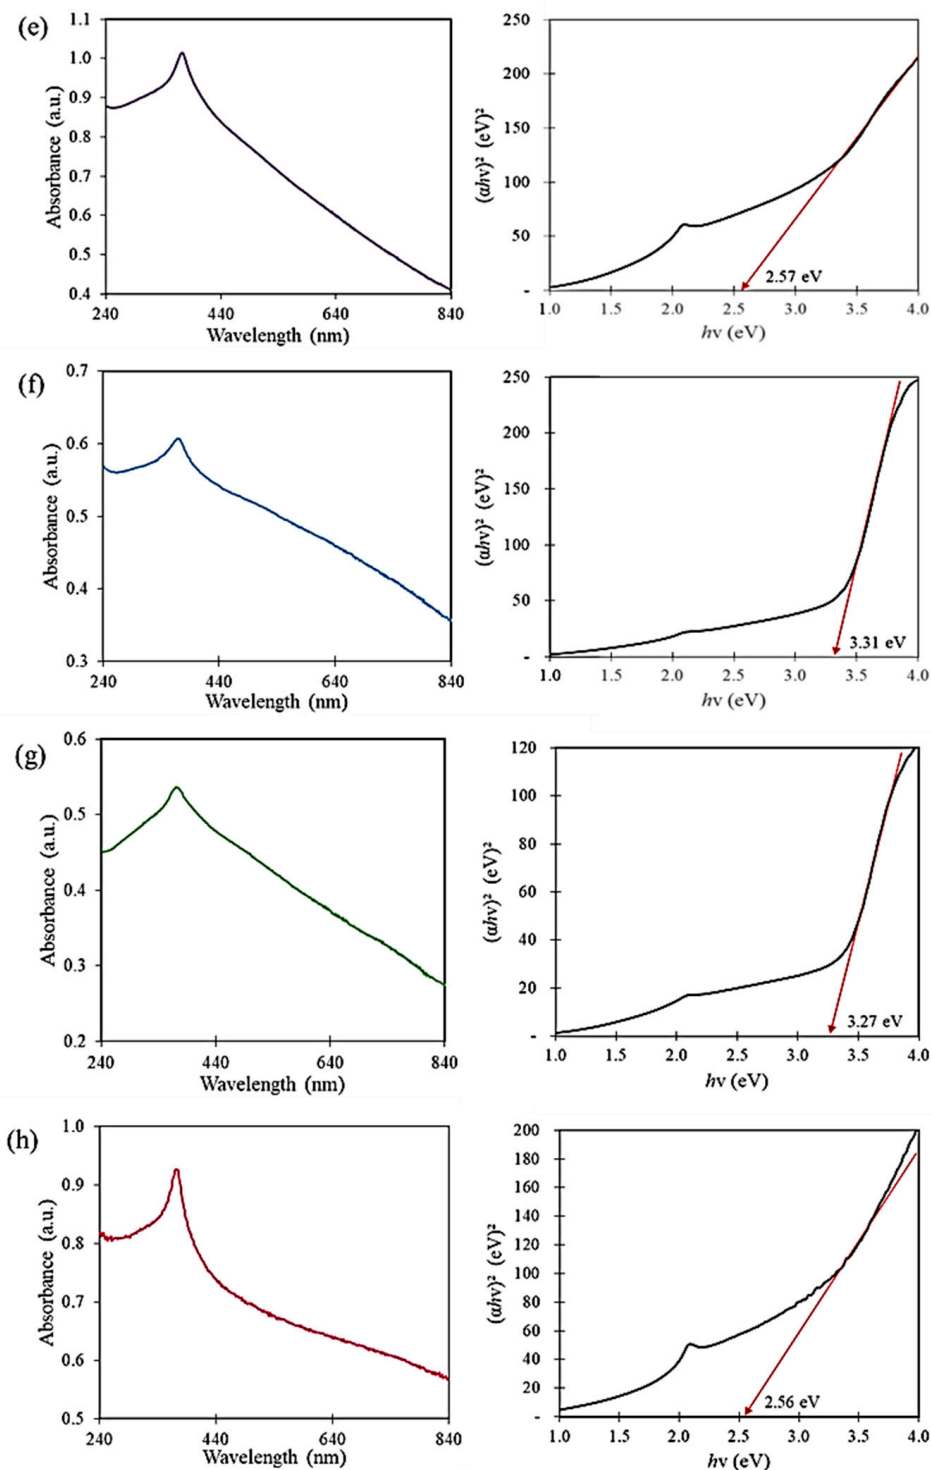 (e)
1.1
1.0
0.9
0.8
0.7
0.6
0.5
0.4
Absorbance (a.u.)
240 440 640 840
Wavelength (nm)
250
200
150
100
50
-
(αhv)² (eV)²
2.57 eV
1.0 1.5 2.0 2.5 3.0 3.5 4.0
hv (eV)
(f)
0.7
0.6
0.5
0.4
0.3
Absorbance (a.u.)
240 440 640 840
Wavelength (nm)
250
200
150
100
50
-
(αhv)² (eV)²
3.31 eV
1.0 1.5 2.0 2.5 3.0 3.5 4.0
hv (eV)
(g)
0.6
0.5
0.4
0.3
0.2
Absorbance (a.u.)
240 440 640 840
Wavelength (nm)
120
100
80
60
40
20
-
(αhv)² (eV)²
3.27 eV
1.0 1.5 2.0 2.5 3.0 3.5 4.0
hv (eV)
(h)
1.0
0.9
0.8
0.7
0.6
0.5
Absorbance (a.u.)
240 440 640 840
Wavelength (nm)
200
180
160
140
120
100
80
60
40
20
-
(αhv)² (eV)²
2.56 eV
1.0 1.5 2.0 2.5 3.0 3.5 4.0
hv (eV)